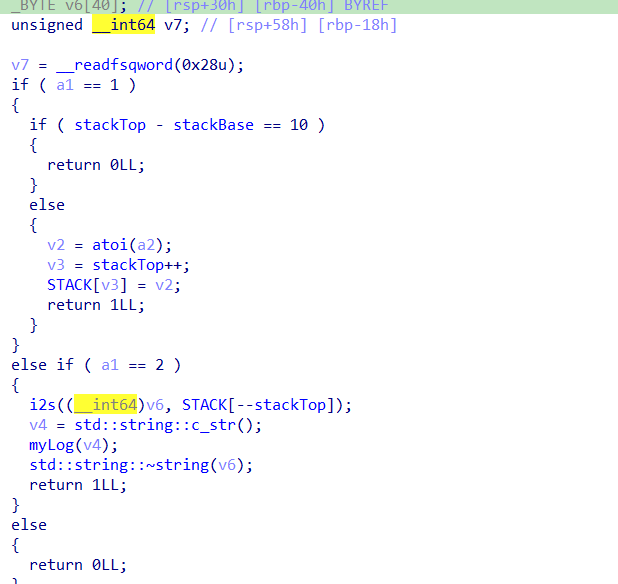 _BYTE v6[40]; // [rsp+30h] [rbp-40h] BYREF
unsigned __int64 v7; // [rsp+58h] [rbp-18h]
v7 = __readfsqword(0x28u);
if ( a1 == 1 )
{
if ( stackTop - stackBase == 10 )
{
return 0LL;
}
else
{
v2 = atoi(a2);
v3 = stackTop++;
STACK[v3] = v2;
return 1LL;
}
}
else if ( a1 == 2 )
{
i2s((__int64)v6, STACK[--stackTop]);
v4 = std::string::c_str();
myLog(v4);
std::string::~string(v6);
return 1LL;
}
else
{
return 0LL;
}